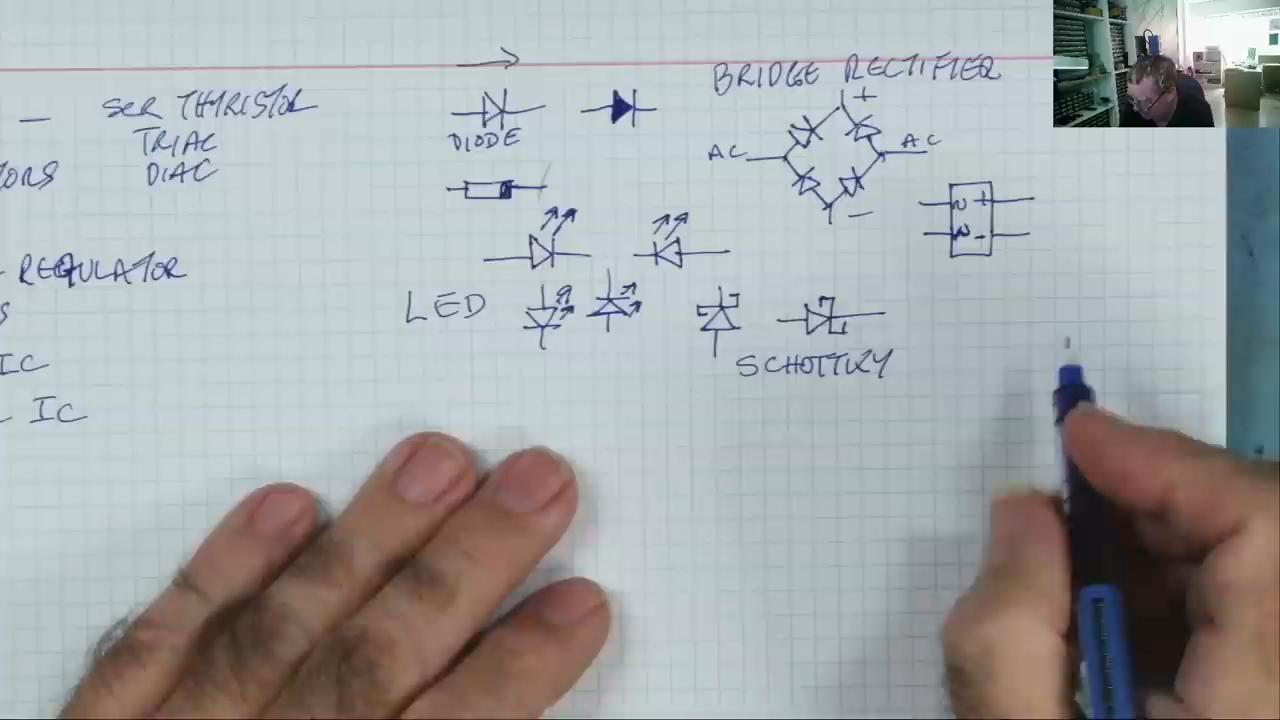 — SCR THYRISTOR
TRIAC
ORS DIAC
REGULATOR
S
IC
IC
DIODE
LED
BRIDGE RECTIFIER
+
AC AC
—
~ +
~ -
SCHOTTKY